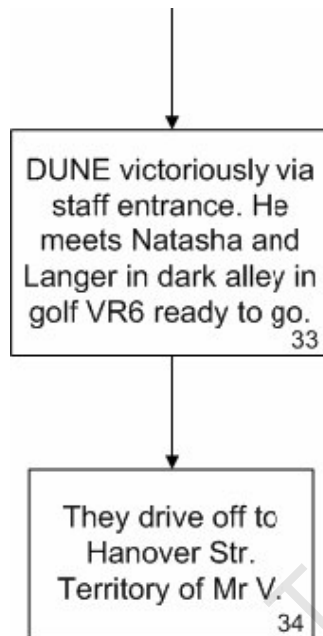 DUNE victoriously via
staff entrance. He
meets Natasha and
Langer in dark alley in
golf VR6 ready to go.
33
They drive off to
Hanover Str.
Territory of Mr V.
34